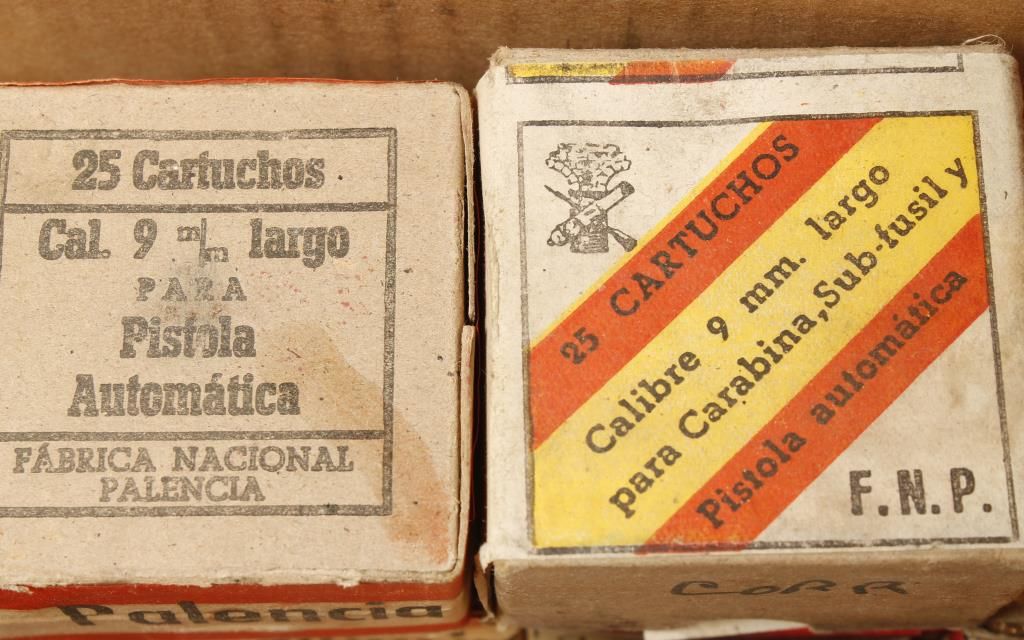 25 Cartuchos
Cal. 9 m/m largo
PARA
Pistola
Automática
FÁBRICA NACIONAL
PALENCIA
Palencia
25 CARTUCHOS
Calibre 9 mm. largo
para Carabina, Sub-fusil y
Pistola automática
F.N.P.